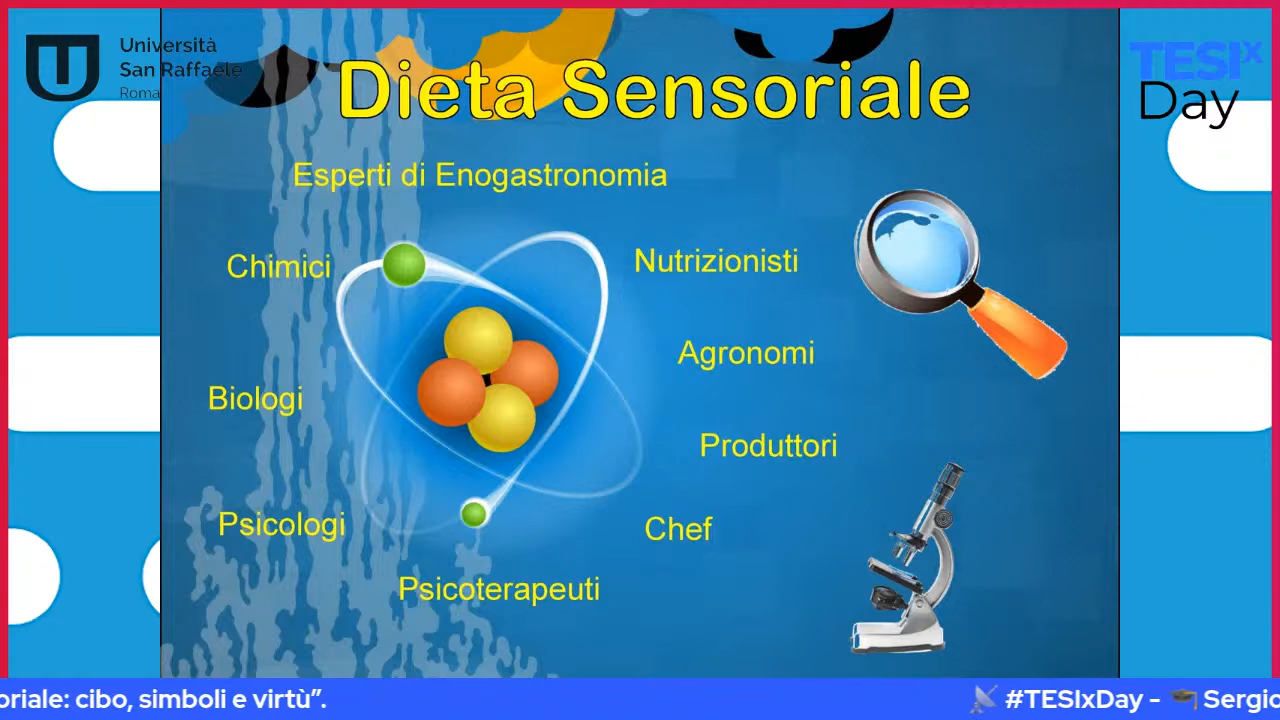 Università
San Raffaele
Roma
TESIx
Day
Dieta Sensoriale
Esperti di Enogastronomia
Chimici
Nutrizionisti
Agronomi
Biologi
Produttori
Psicologi
Chef
Psicoterapeuti
oriale: cibo, simboli e virtù”.
#TESIxDay - Sergio